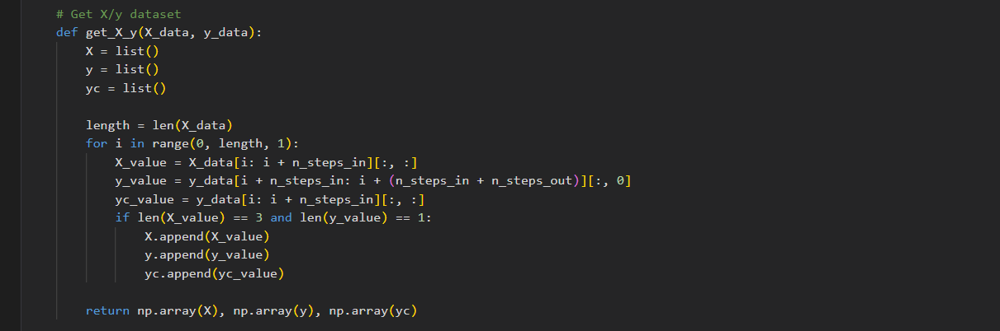 # Get X/y dataset
def get_X_y(X_data, y_data):
X = list()
y = list()
yc = list()
length = len(X_data)
for i in range(0, length, 1):
X_value = X_data[i: i + n_steps_in][:, :]
y_value = y_data[i + n_steps_in: i + (n_steps_in + n_steps_out)][:, 0]
yc_value = y_data[i: i + n_steps_in][:, :]
if len(X_value) == 3 and len(y_value) == 1:
X.append(X_value)
y.append(y_value)
yc.append(yc_value)
return np.array(X), np.array(y), np.array(yc)